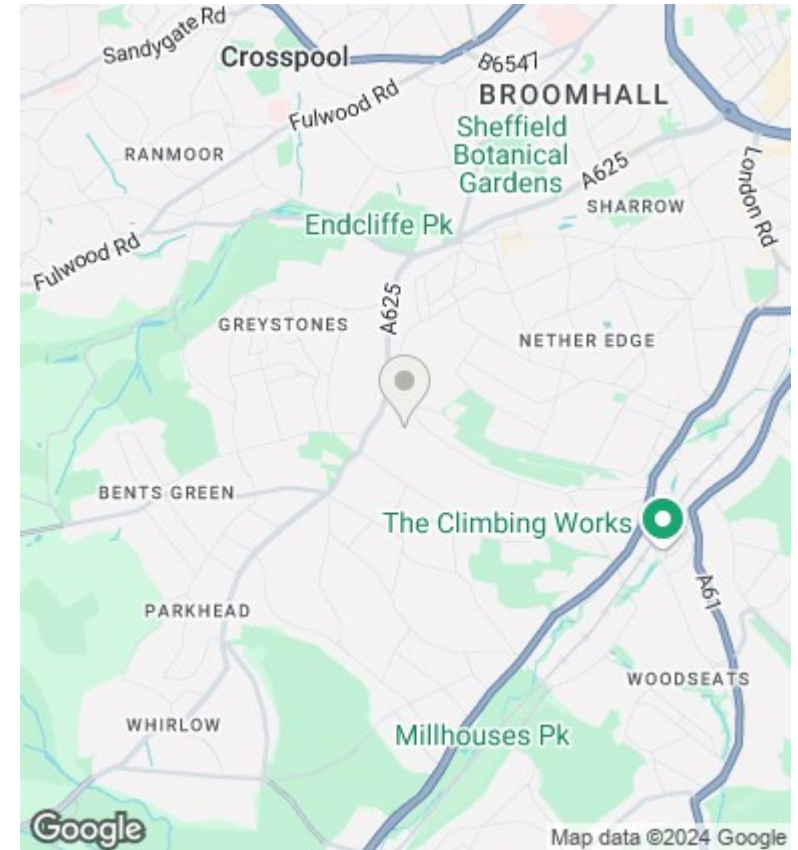 Sandygate Rd
Crosspool
B6547
BROOMHALL
Fulwood Rd
Sheffield
Botanical
Gardens
RANMOOR
A625
London Rd
SHARROW
Endcliffe Pk
Fulwood Rd
A625
GREYSTONES
NETHER EDGE
BENTS GREEN
The Climbing Works
A61
PARKHEAD
WOODSEATS
WHIRLOW
Millhouses Pk
Google
Map data ©2024 Google